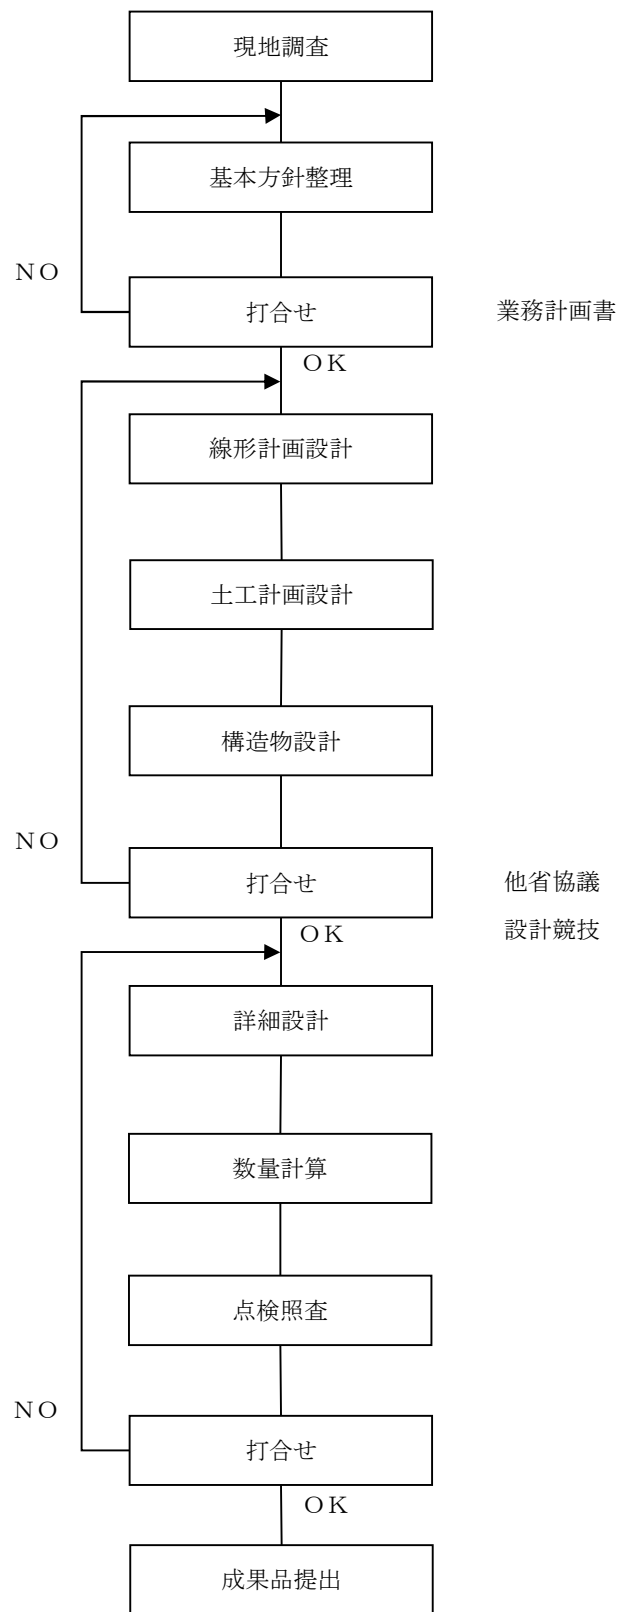 現地調査
基本方針整理
NO
打合せ
業務計画書
OK
線形計画設計
土工計画設計
構造物設計
NO
打合せ
他省協議
OK
設計競技
詳細設計
数量計算
点検照査
NO
打合せ
OK
成果品提出